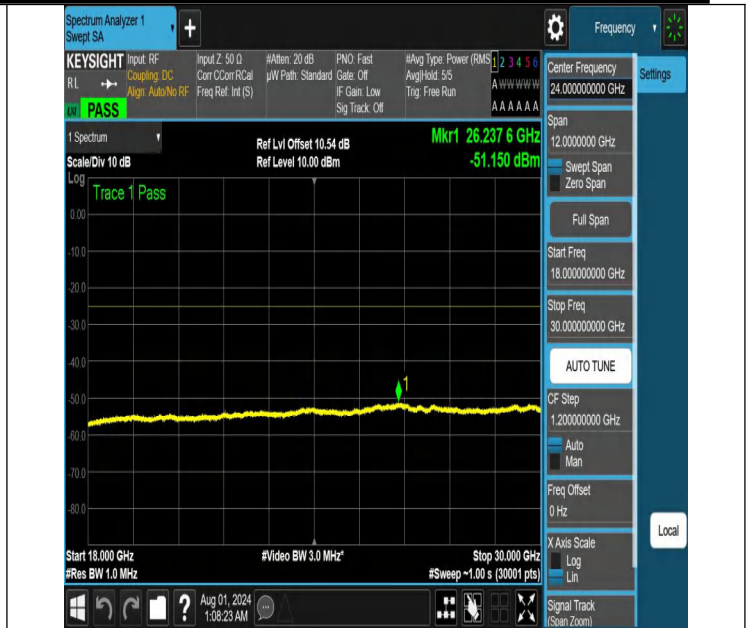 Spectrum Analyzer 1
Swept SA
+
Frequency
KEYSIGHT
RL
PASS
Input: RF
Coupling: DC
Align: Auto/No RF
Input Z: 50 Ω
Corr CCorr RCal
Freq Ref: Int (S)
#Atten: 20 dB
µW Path: Standard
PNO: Fast
Gate: Off
IF Gain: Low
Sig Track: Off
#Avg Type: Power (RMS
Avg|Hold: 5/5
Trig: Free Run
1 2 3 4 5 6
A W W W W W
A A A A A A
1 Spectrum
Scale/Div 10 dB
Log
Ref Lvl Offset 10.54 dB
Ref Level 10.00 dBm
Mkr1 26.237 6 GHz
-51.150 dBm
Trace 1 Pass
0.00
-10.0
-20.0
-30.0
-40.0
-50.0
-60.0
-70.0
-80.0
1
Start 18.000 GHz
#Res BW 1.0 MHz
#Video BW 3.0 MHz*
Stop 30.000 GHz
#Sweep ~1.00 s (30001 pts)
Center Frequency
24.000000000 GHz
Settings
Span
12.0000000 GHz
Swept Span
Zero Span
Full Span
Start Freq
18.000000000 GHz
Stop Freq
30.000000000 GHz
AUTO TUNE
CF Step
1.200000000 GHz
Auto
Man
Freq Offset
0 Hz
X Axis Scale
Log
Lin
Local
Signal Track
(Span Zoom)
?
Aug 01, 2024
1:08:23 AM